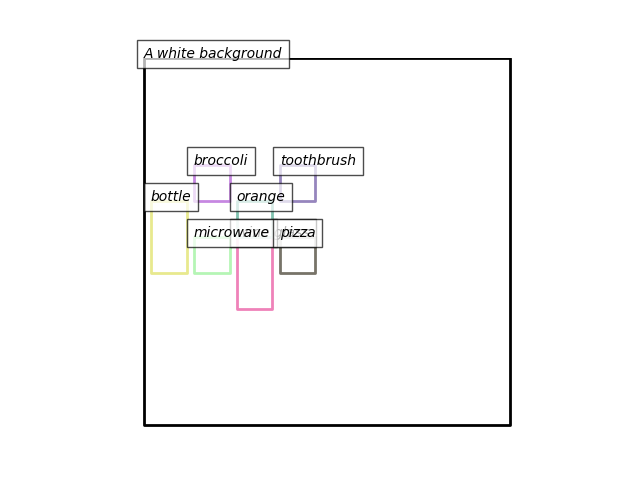 A white background
broccoli
toothbrush
bottle
orange
microwave
pizza